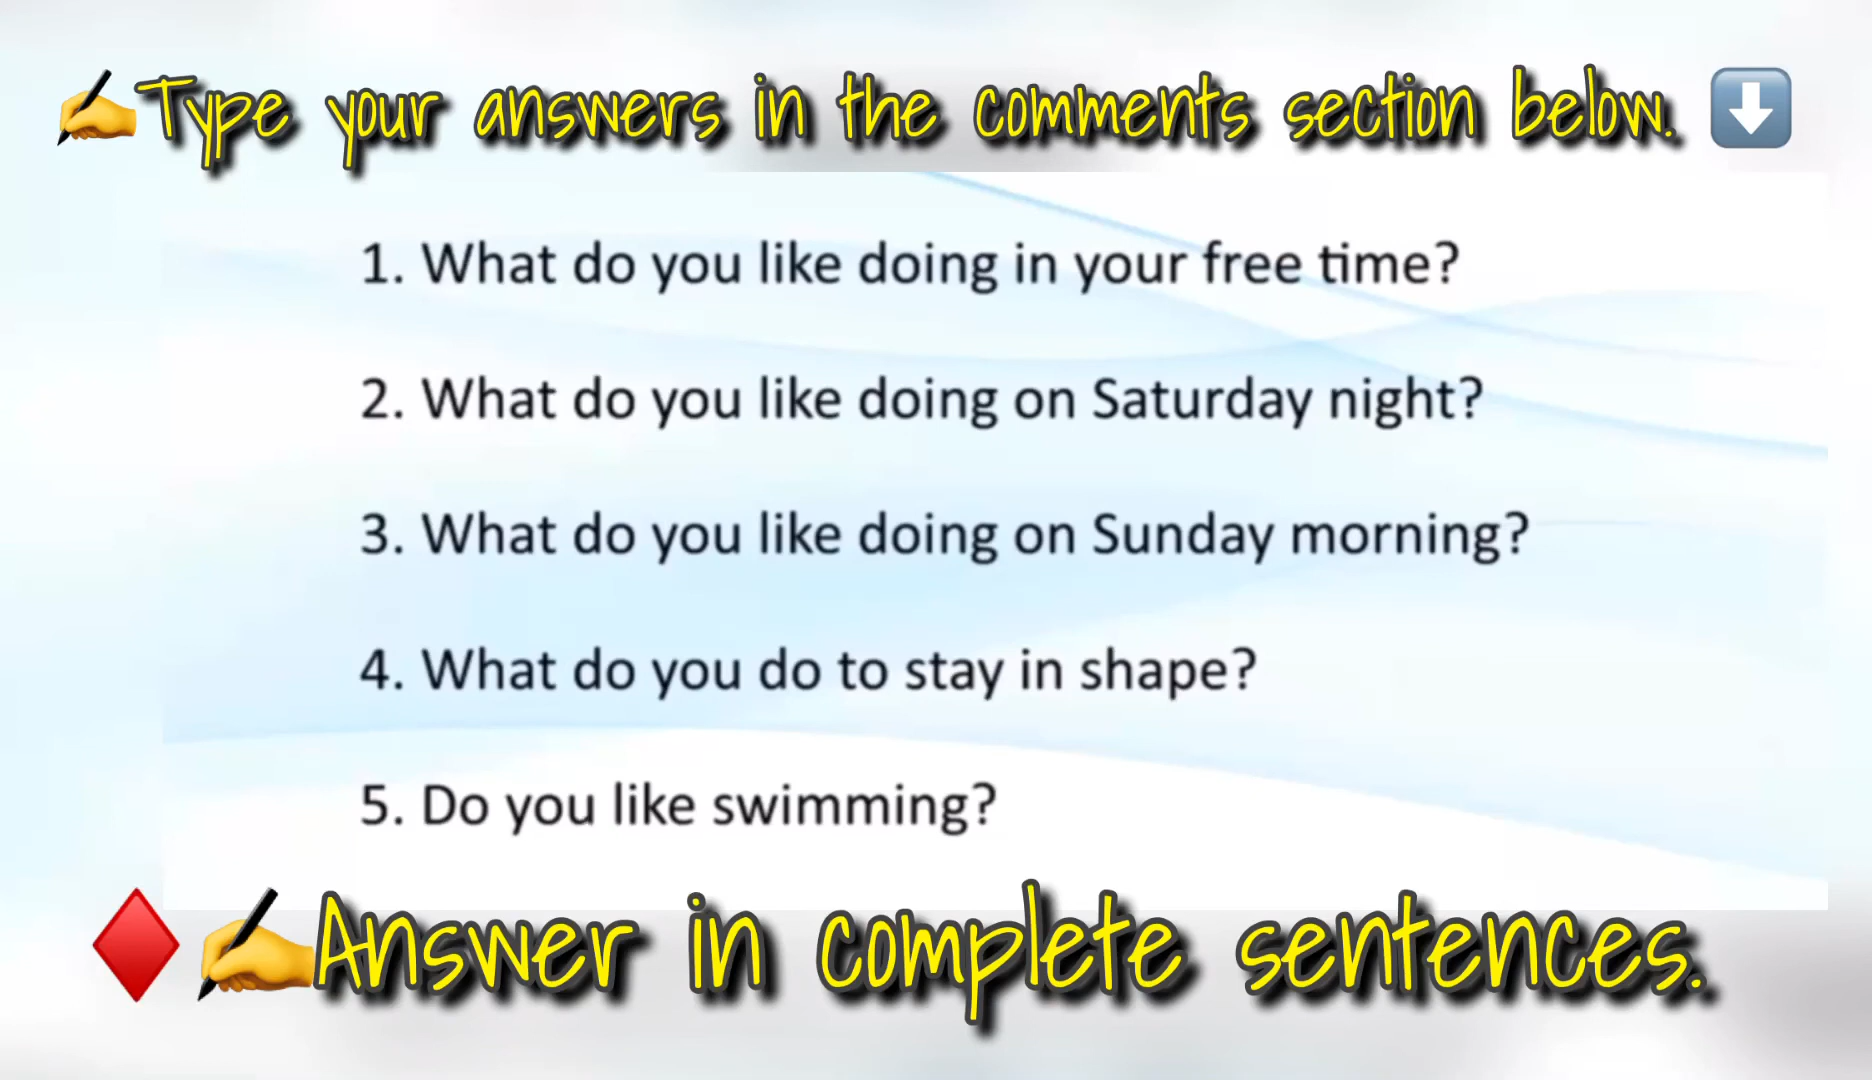 ✍️Type your answers in the comments section below. ⬇️
1. What do you like doing in your free time?
2. What do you like doing on Saturday night?
3. What do you like doing on Sunday morning?
4. What do you do to stay in shape?
5. Do you like swimming?
♦️✍️Answer in complete sentences.